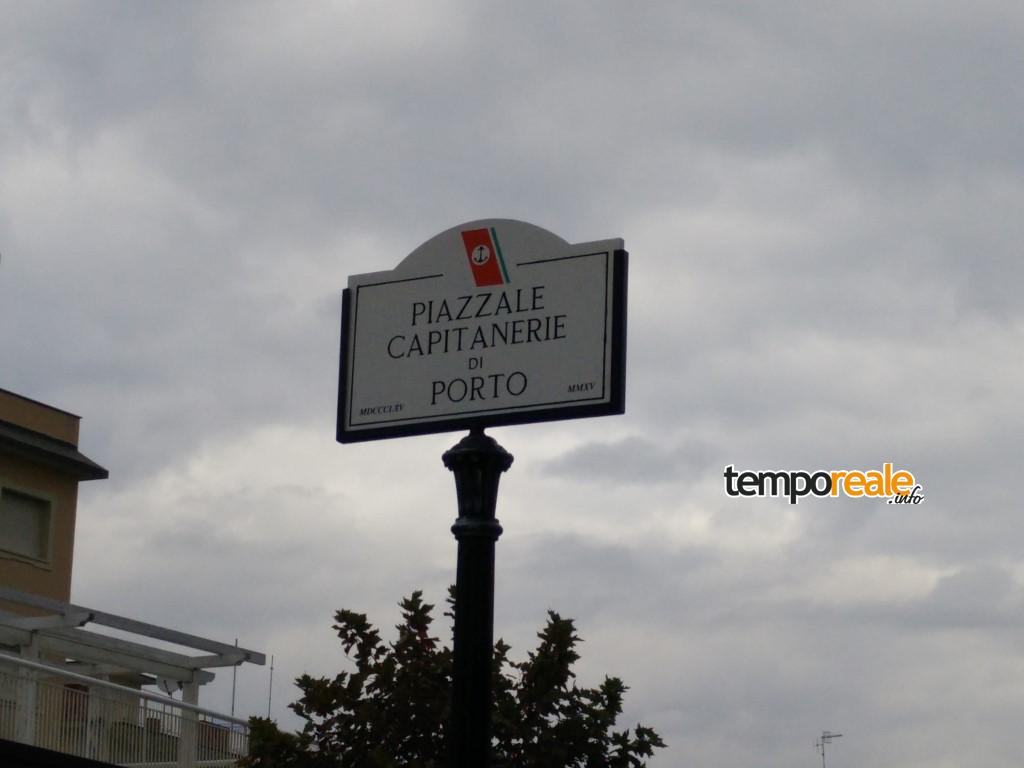 PIAZZALE
CAPITANERIE
DI
PORTO
MDCCCLXV MMXV
temporeale
.info